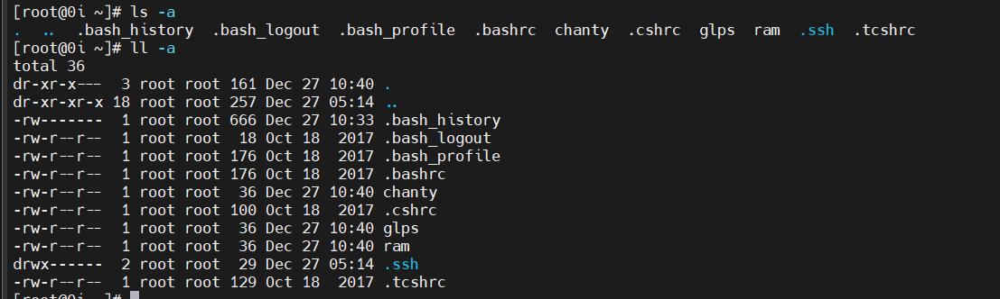 [root@0i ~]# ls -a
.  ..  .bash_history  .bash_logout  .bash_profile  .bashrc  chanty  .cshrc  glps  ram  .ssh  .tcshrc
[root@0i ~]# ll -a
total 36
dr-xr-x---  3 root root 161 Dec 27 10:40 .
dr-xr-xr-x 18 root root 257 Dec 27 05:14 ..
-rw-------  1 root root 666 Dec 27 10:33 .bash_history
-rw-r--r--  1 root root  18 Oct 18  2017 .bash_logout
-rw-r--r--  1 root root 176 Oct 18  2017 .bash_profile
-rw-r--r--  1 root root 176 Oct 18  2017 .bashrc
-rw-r--r--  1 root root  36 Dec 27 10:40 chanty
-rw-r--r--  1 root root 100 Oct 18  2017 .cshrc
-rw-r--r--  1 root root  36 Dec 27 10:40 glps
-rw-r--r--  1 root root  36 Dec 27 10:40 ram
drwx------  2 root root  29 Dec 27 05:14 .ssh
-rw-r--r--  1 root root 129 Oct 18  2017 .tcshrc
[root@0i ~]#